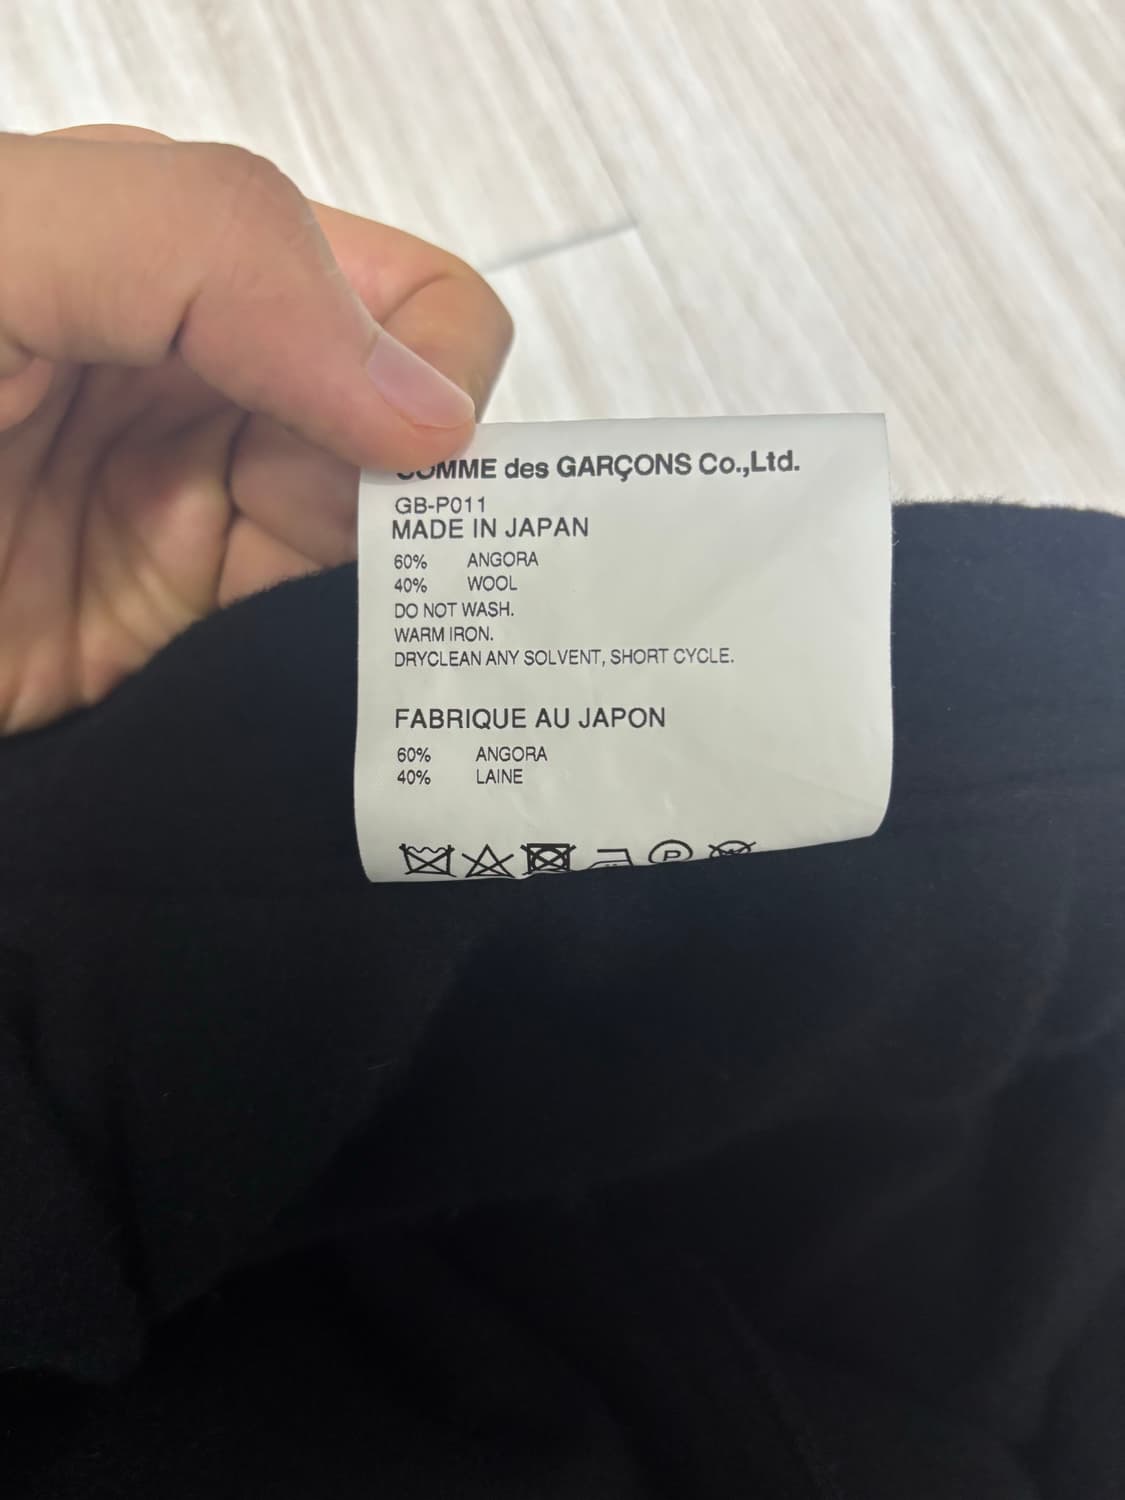 COMME des GARÇONS Co.,Ltd.
GB-P011
MADE IN JAPAN
60% ANGORA
40% WOOL
DO NOT WASH.
WARM IRON.
DRYCLEAN ANY SOLVENT, SHORT CYCLE.
FABRIQUE AU JAPON
60% ANGORA
40% LAINE
P